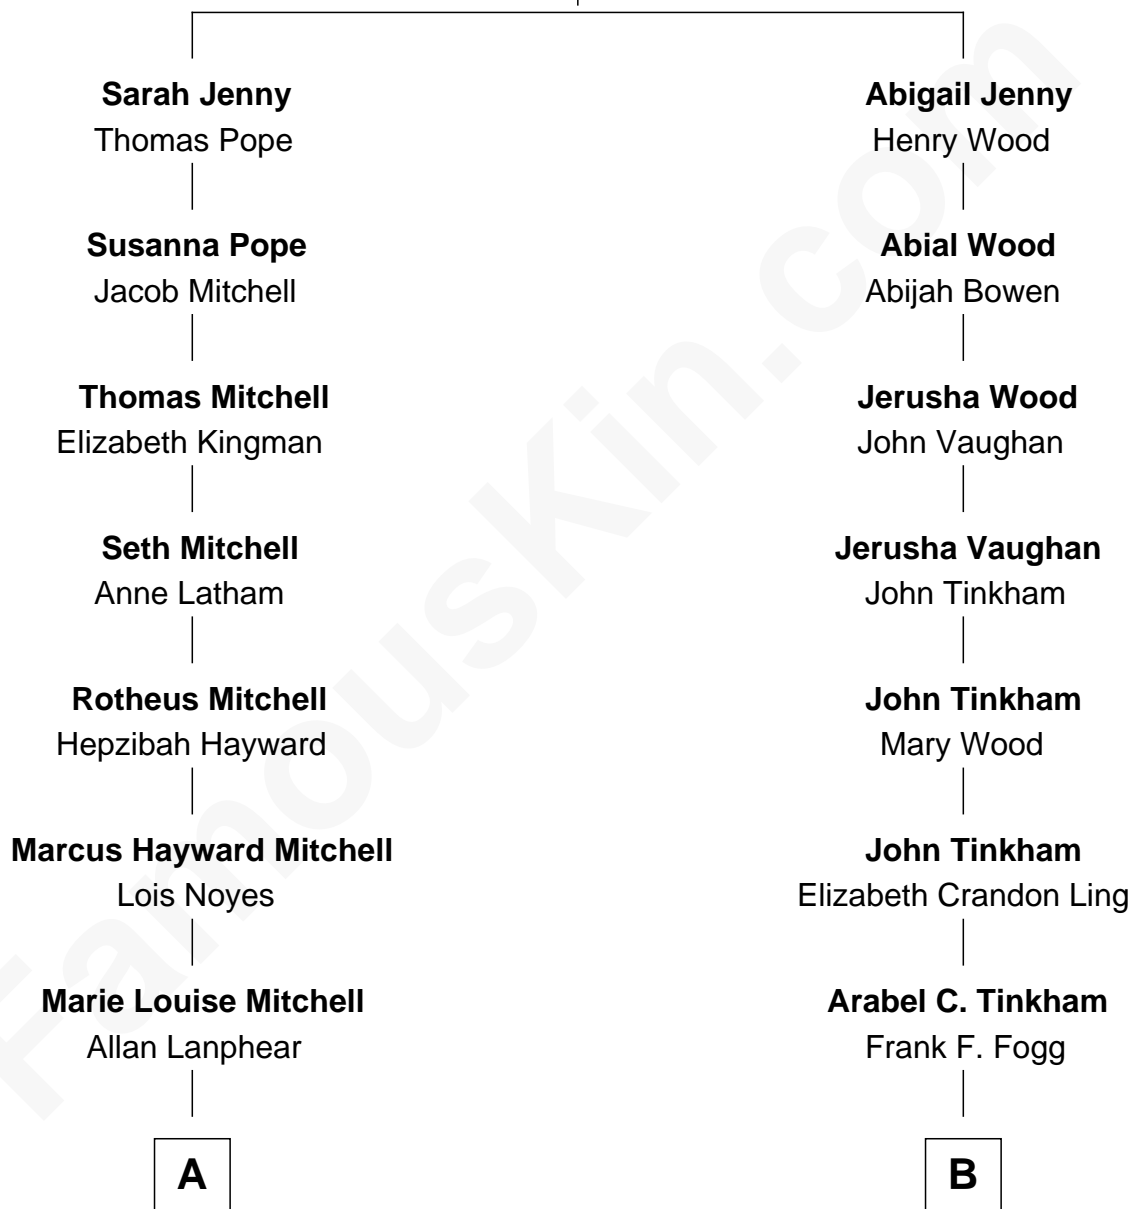 Sarah Jenny
Thomas Pope
Susanna Pope
Jacob Mitchell
Thomas Mitchell
Elizabeth Kingman
Seth Mitchell
Anne Latham
Rotheus Mitchell
Hepzibah Hayward
Marcus Hayward Mitchell
Lois Noyes
Marie Louise Mitchell
Allan Lanphear
A
Abigail Jenny
Henry Wood
Abial Wood
Abijah Bowen
Jerusha Wood
John Vaughan
Jerusha Vaughan
John Tinkham
John Tinkham
Mary Wood
John Tinkham
Elizabeth Crandon Ling
Arabel C. Tinkham
Frank F. Fogg
B
FamousKin.com